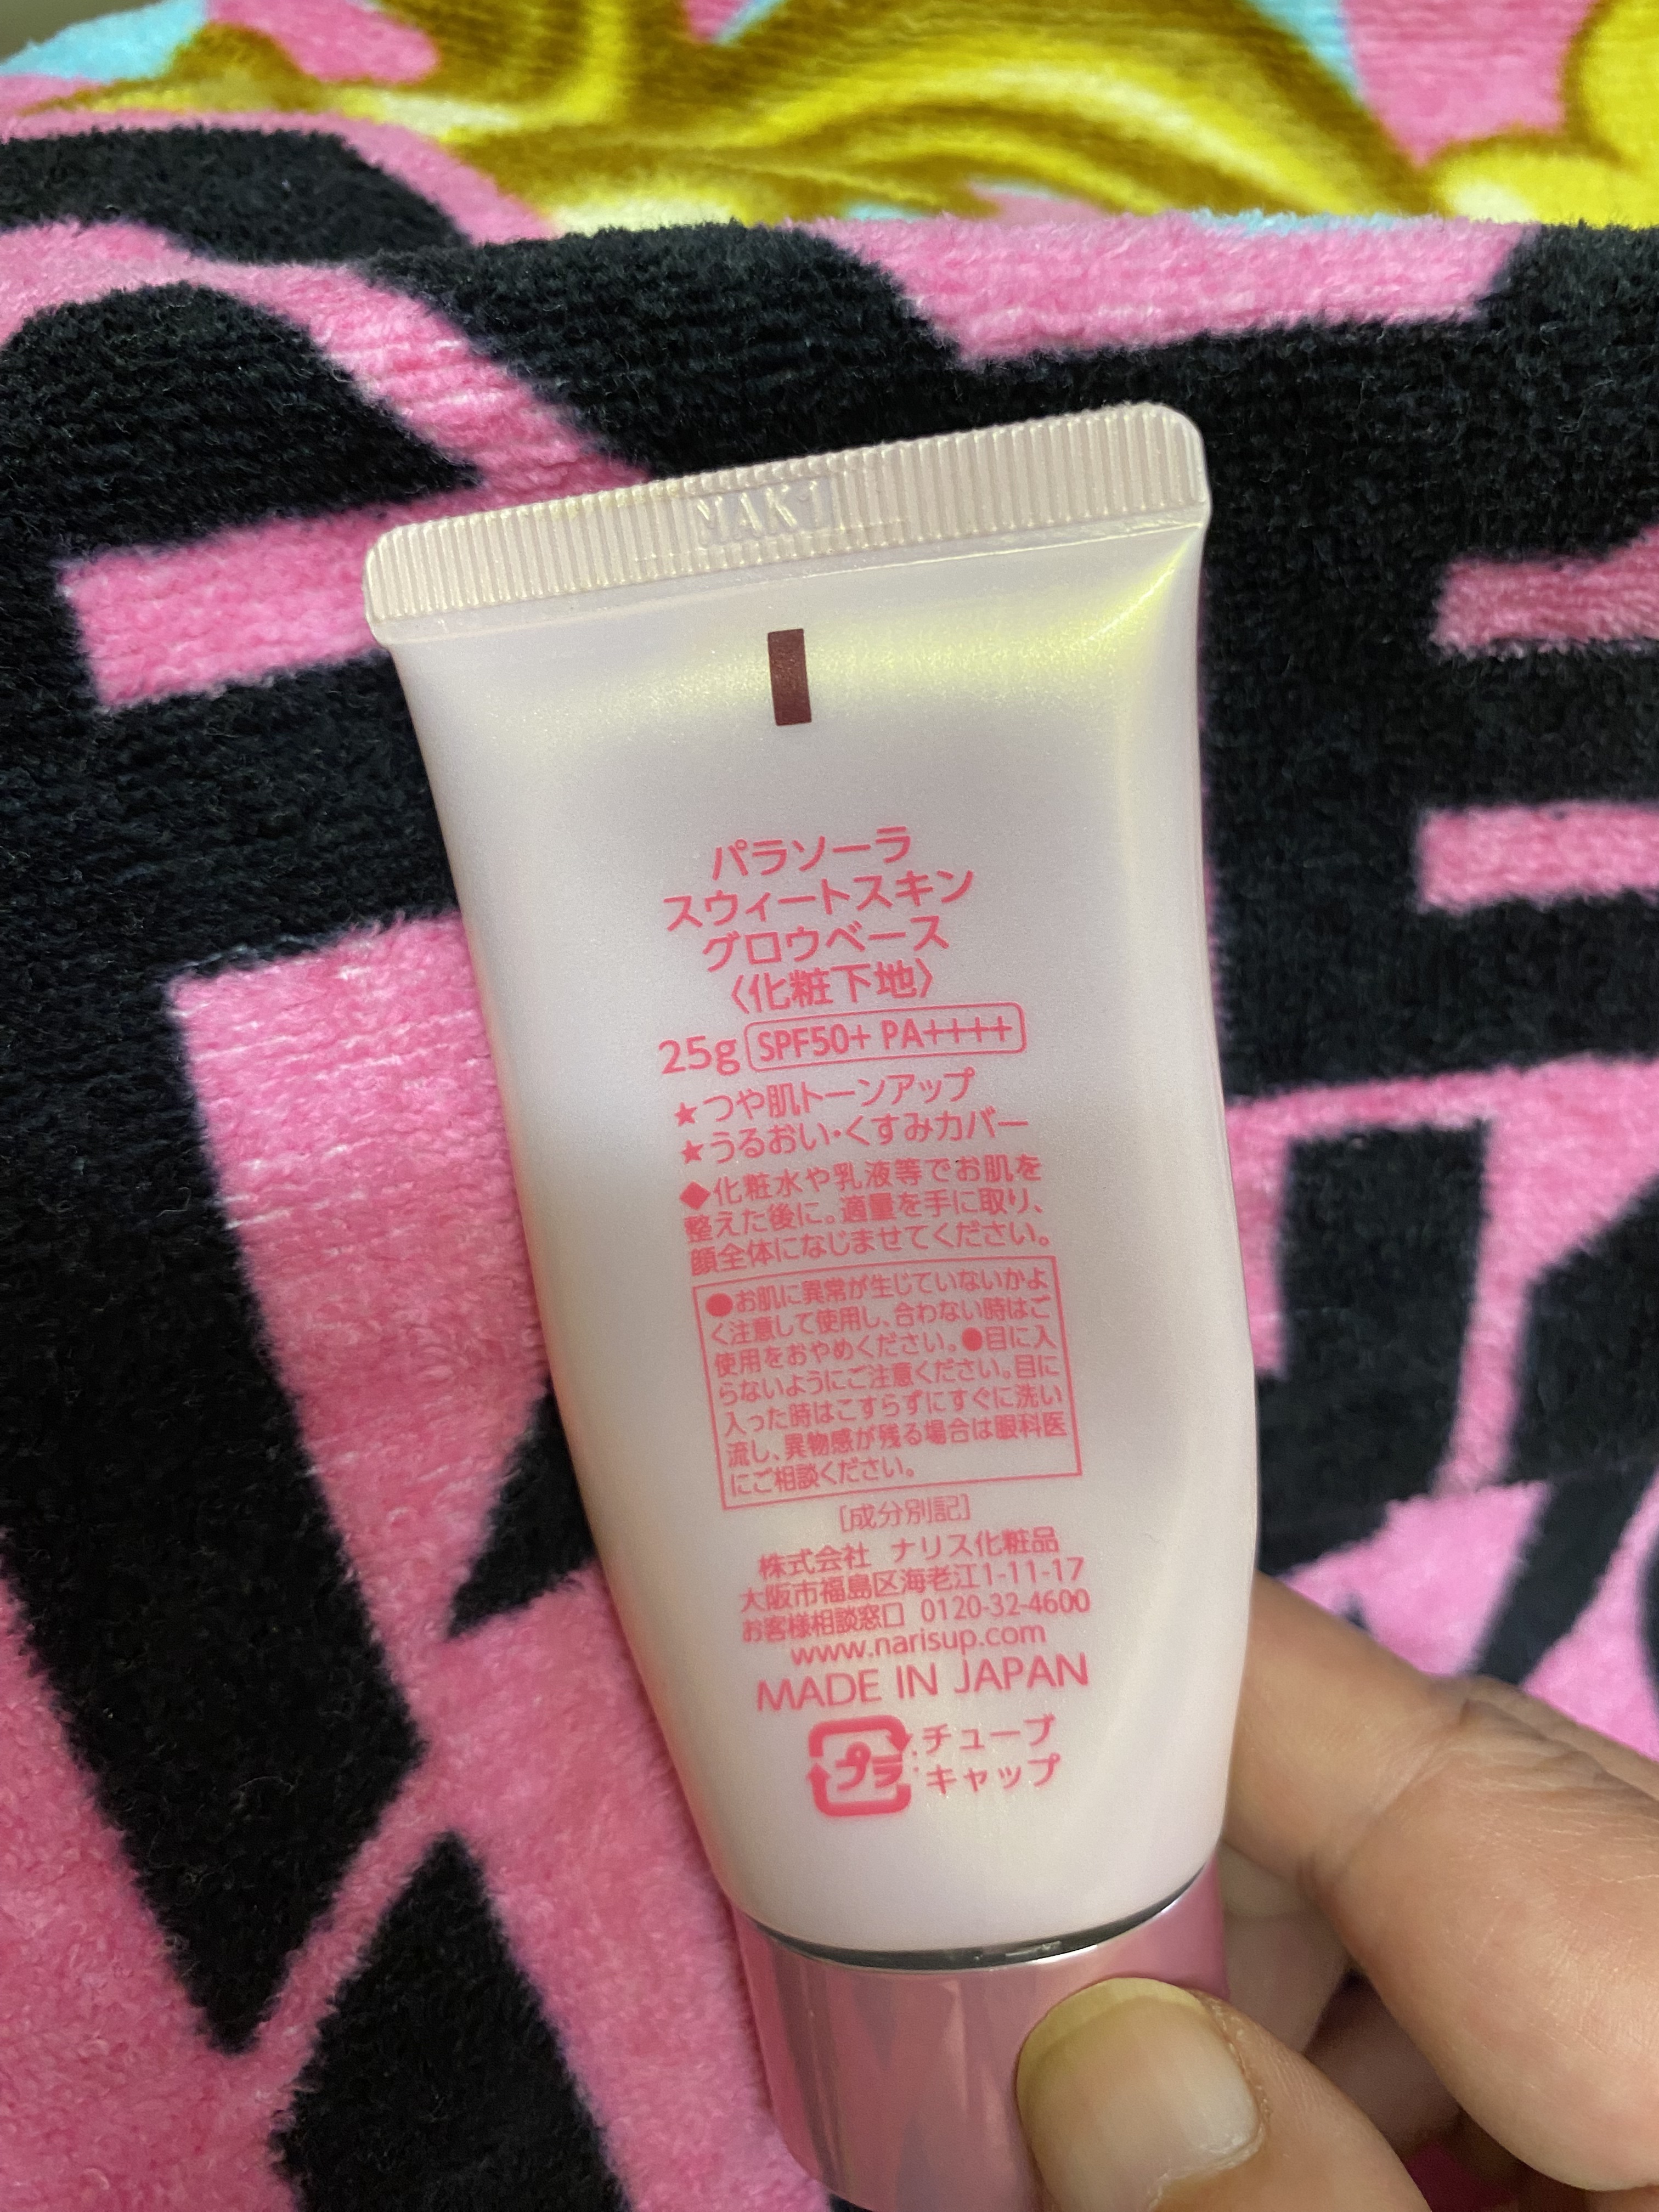 パラソーラ
スウィートスキン
グロウベース
〈化粧下地〉
25g SPF50+ PA++++
★つや肌トーンアップ
★うるおい・くすみカバー
◆化粧水や乳液等でお肌を
整えた後に。適量を手に取り、
顔全体になじませてください。
●お肌に異常が生じていないかよ
く注意して使用し、合わない時はご
使用をおやめください。●目に入
らないようにご注意ください。目に
入った時はこすらずにすぐに洗い
流し、異物感が残る場合は眼科医
にご相談ください。
[成分別記]
株式会社 ナリス化粧品
大阪市福島区海老江1-11-17
お客様相談窓口 0120-32-4600
www.narisup.com
MADE IN JAPAN
プラ :チューブ
:キャップ